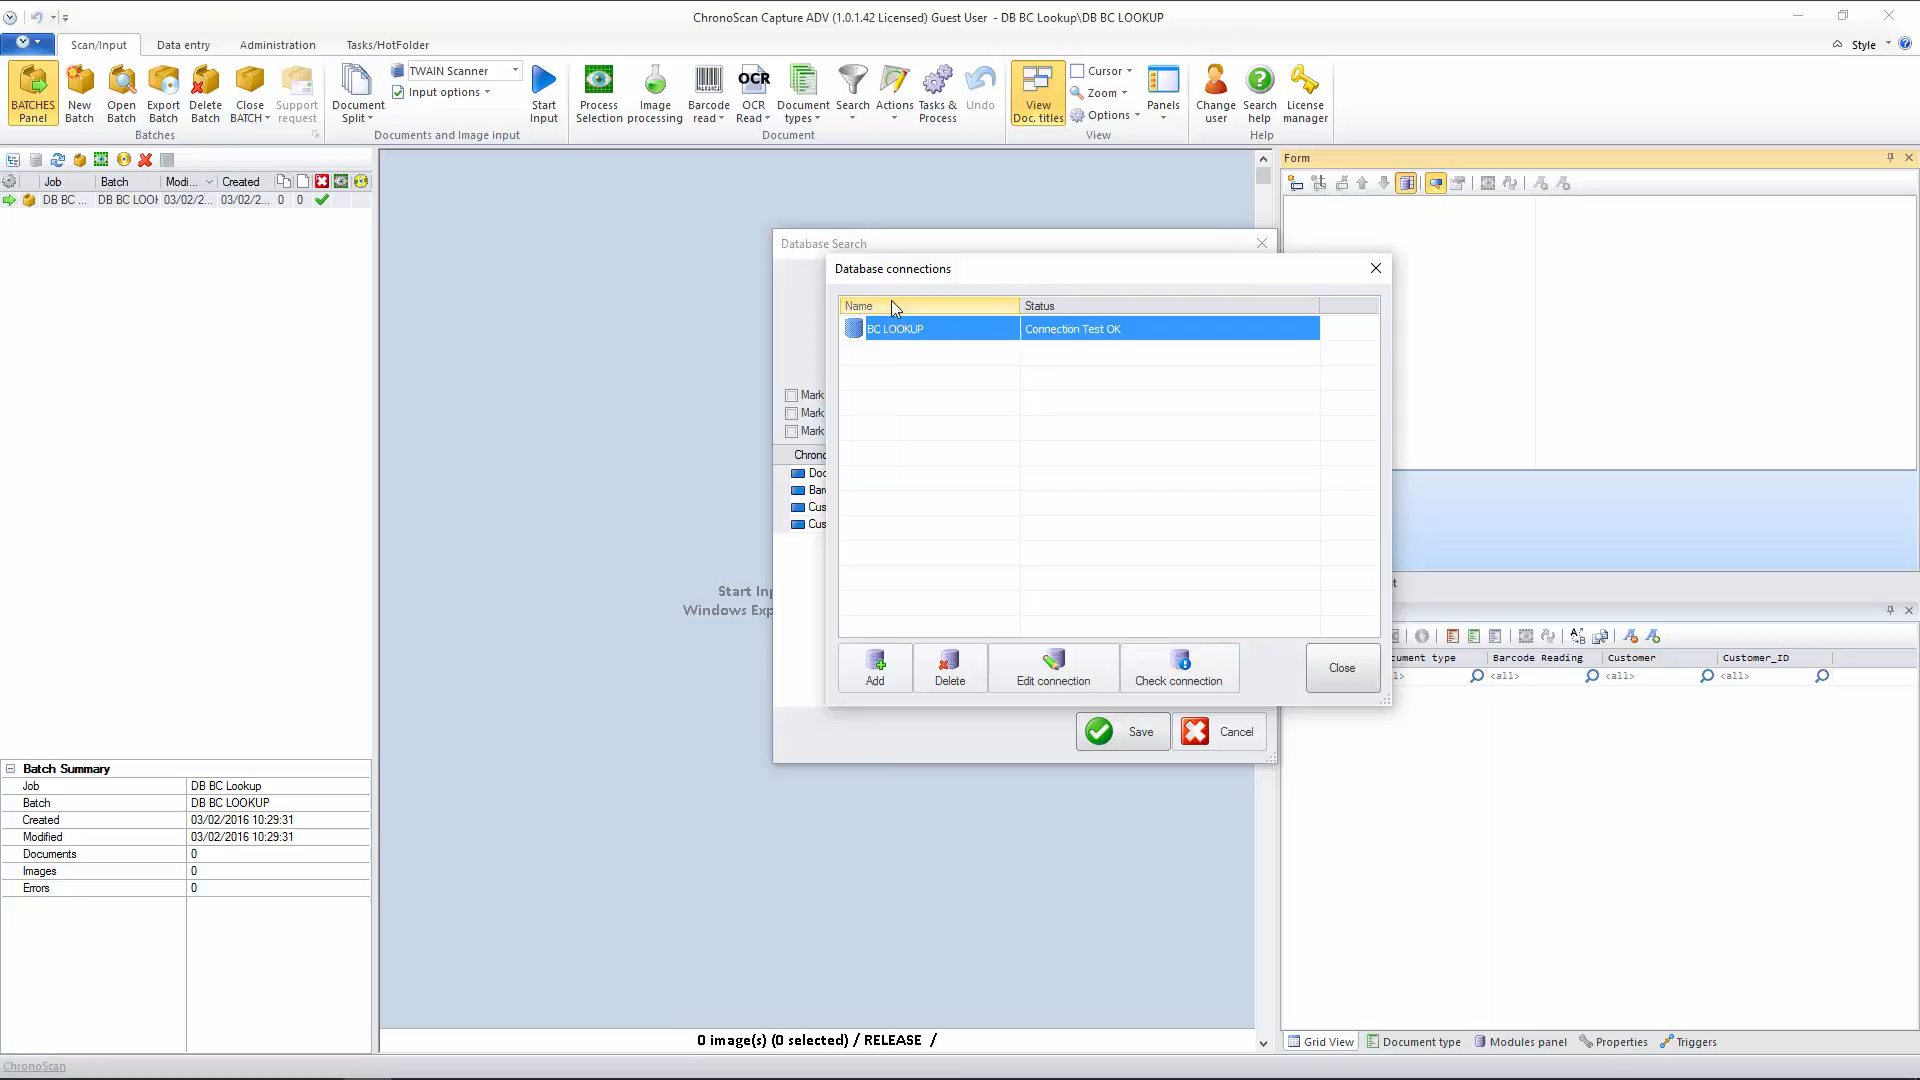 ChronoScan Capture ADV (1.0.1.42 Licensed) Guest User - DB BC Lookup\DB BC LOOKUP
Scan/Input Data entry Administration Tasks/HotFolder Style
BATCHES Panel
New Batch
Open Batch
Export Batch
Delete Batch
Close BATCH
Support request
Batches
Document Split
TWAIN Scanner
Input options
Start Input
Documents and Image input
Process Selection
Image processing
Barcode read
OCR
OCR Read
Document types
Search
Actions
Tasks & Process
Undo
Document
View Doc. titles
Cursor
Zoom
Options
Panels
View
Change user
Search help
License manager
Help
Job Batch Modi... Created
DB BC ... DB BC LOOK 03/02/2... 03/02/2... 0 0
Form
Database Search
Database connections
Name Status
BC LOOKUP Connection Test OK
Mark
Mark
Mark
Chrono
Doc
Bar
Cus
Cus
Start Inp
Windows Exp
Add
Delete
Edit connection
Check connection
Close
Save
Cancel
t
cument type Barcode Reading Customer Customer_ID
l> <all> <all> <all>
Batch Summary
Job DB BC Lookup
Batch DB BC LOOKUP
Created 03/02/2016 10:29:31
Modified 03/02/2016 10:29:31
Documents 0
Images 0
Errors 0
0 image(s) (0 selected) / RELEASE /
Grid View Document type Modules panel Properties Triggers
ChronoScan